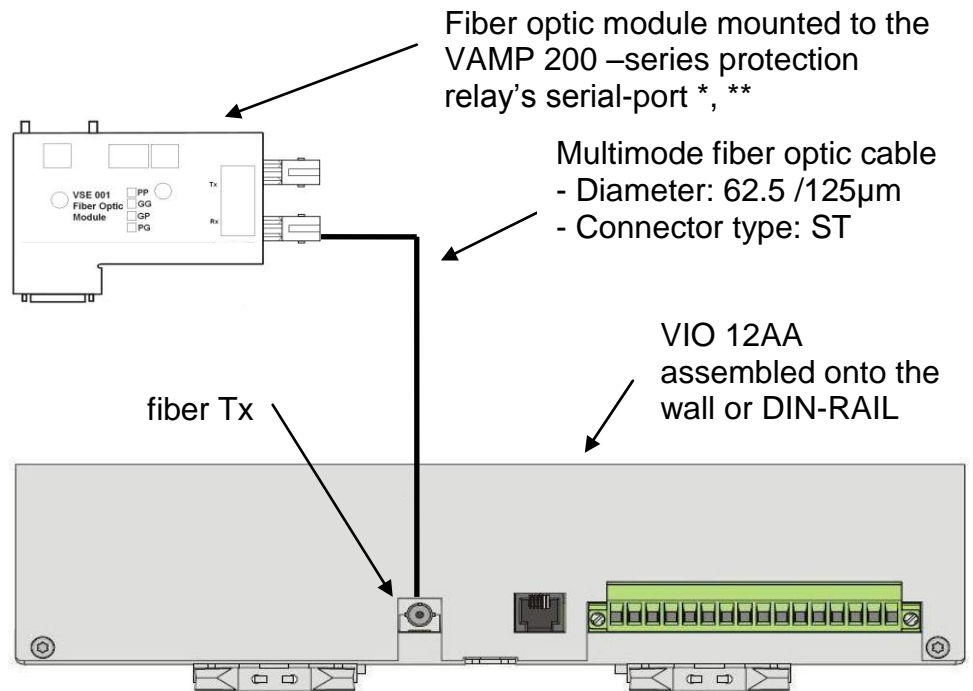 Fiber optic module mounted to the
VAMP 200 –series protection
relay’s serial-port *, **
Multimode fiber optic cable
- Diameter: 62.5 /125µm
- Connector type: ST
Tx
VSE 001
Fiber Optic
Module
PP
GG
GP
PG
Rx
VIO 12AA
assembled onto the
wall or DIN-RAIL
fiber Tx